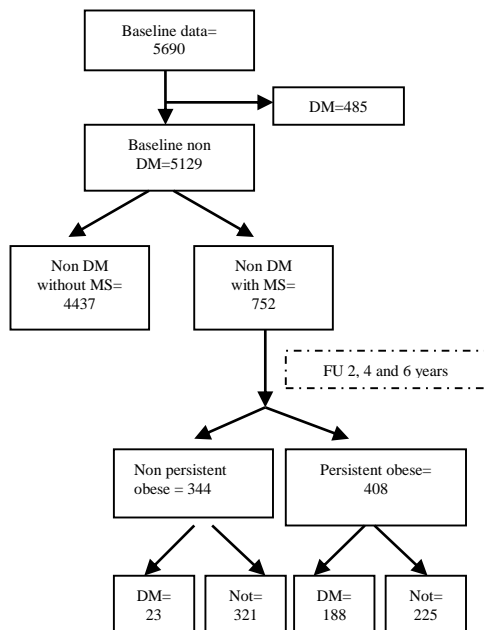 Baseline data=
5690
DM=485
Baseline non
DM=5129
Non DM
without MS=
4437
Non DM
with MS=
752
FU 2, 4 and 6 years
Non persistent
obese = 344
Persistent obese=
408
DM=
23
Not=
321
DM=
188
Not=
225